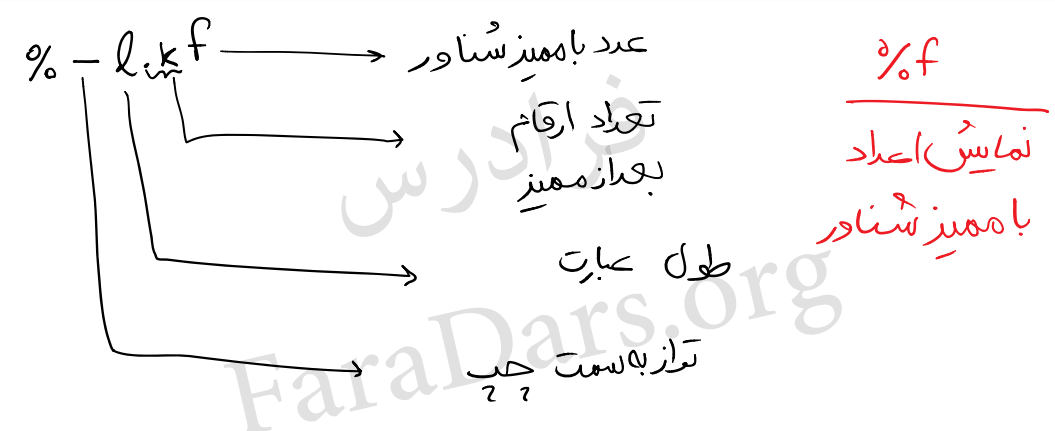 %-l.kf
عدد با ممیز شناور
تعداد ارقام
بعد از ممیز
طول عبارت
تراز به سمت چپ
%f
نمایش اعداد
با ممیز شناور
فرادرس
FaraDars.org